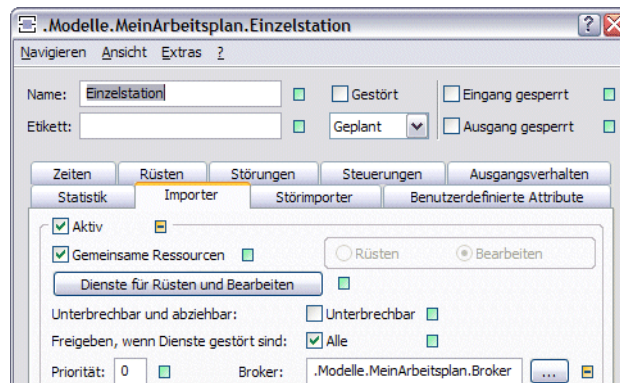 .Modelle.MeinArbeitsplan.Einzelstation ?
Navigieren Ansicht Extras ?
Name: Einzelstation Gestört Eingang gesperrt
Etikett: Geplant Ausgang gesperrt
Zeiten Rüsten Störungen Steuerungen Ausgangsverhalten
Statistik Importer Störimporter Benutzerdefinierte Attribute
Aktiv
Gemeinsame Ressourcen Rüsten Bearbeiten
Dienste für Rüsten und Bearbeiten
Unterbrechbar und abziehbar: Unterbrechbar
Freigeben, wenn Dienste gestört sind: Alle
Priorität: 0 Broker: .Modelle.MeinArbeitsplan.Broker ...